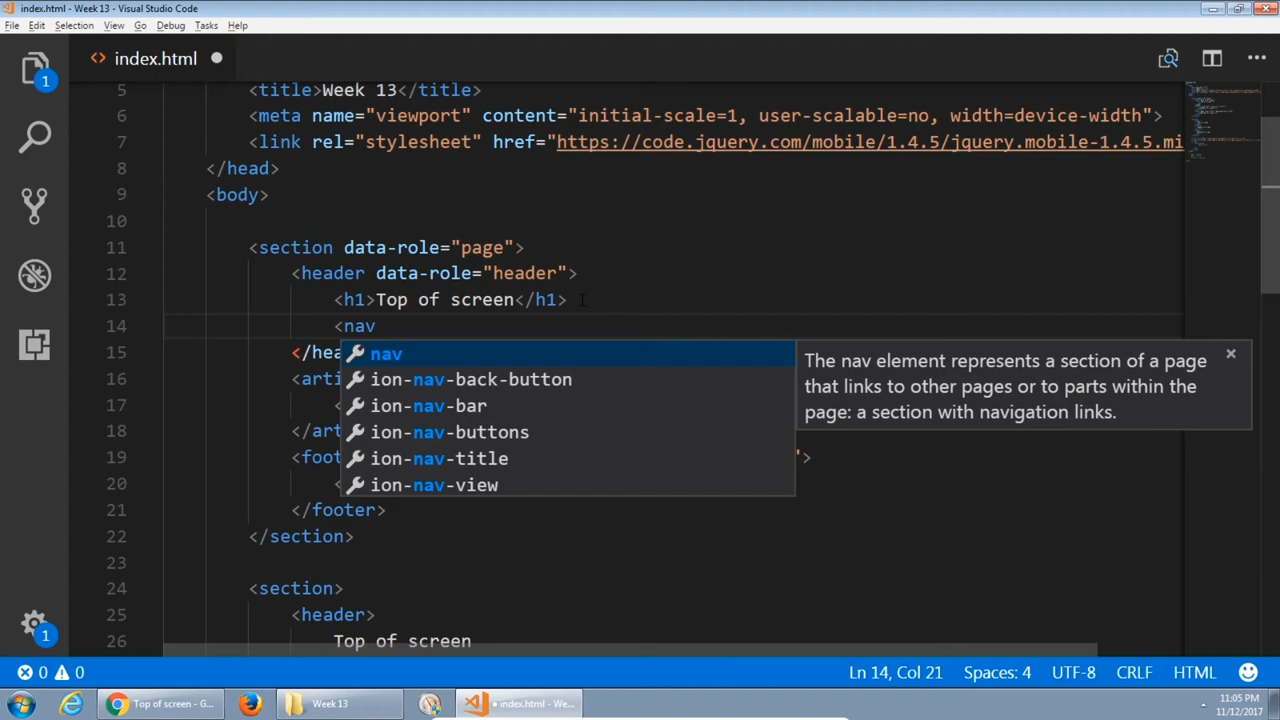 index.html - Week 13 - Visual Studio Code
File Edit Selection View Go Debug Tasks Help
<> index.html
5 <title>Week 13</title>
6 <meta name="viewport" content="initial-scale=1, user-scalable=no, width=device-width">
7 <link rel="stylesheet" href="https://code.jquery.com/mobile/1.4.5/jquery.mobile-1.4.5.mi
8 </head>
9 <body>
10
11 <section data-role="page">
12 <header data-role="header">
13 <h1>Top of screen</h1>
14 <nav
15 </hea
nav
The nav element represents a section of a page
that links to other pages or to parts within the
page: a section with navigation links.
16 <arti
ion-nav-back-button
17 <
ion-nav-bar
18 </art
ion-nav-buttons
19 <foot
ion-nav-title
">
20 <
ion-nav-view
21 </footer>
22 </section>
23
24 <section>
25 <header>
26 Top of screen
1
1
0 0
Ln 14, Col 21 Spaces: 4 UTF-8 CRLF HTML
Top of screen - G...
Week 13
• index.html - We...
11:05 PM
11/12/2017